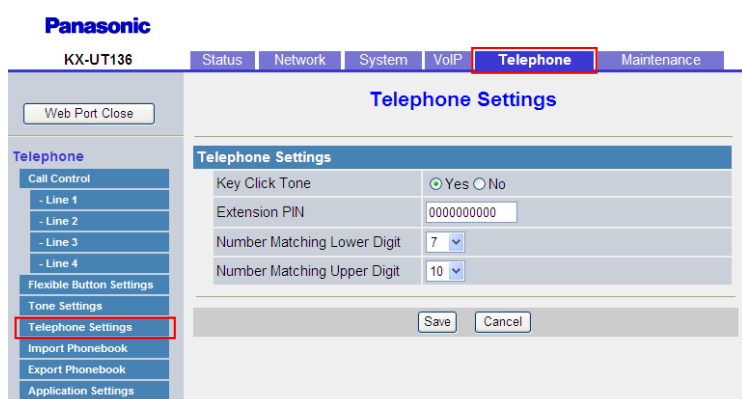 Panasonic
KX-UT136
Status Network System VoIP Telephone Maintenance
Web Port Close
Telephone Settings
Telephone
Call Control
- Line 1
- Line 2
- Line 3
- Line 4
Flexible Button Settings
Tone Settings
Telephone Settings
Import Phonebook
Export Phonebook
Application Settings
Telephone Settings
Key Click Tone Yes No
Extension PIN 0000000000
Number Matching Lower Digit 7
Number Matching Upper Digit 10
Save Cancel